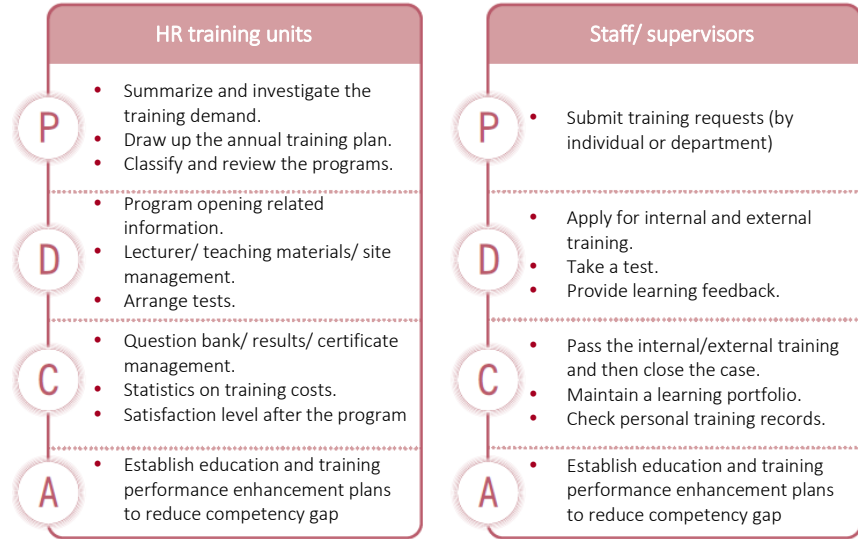 HR training units
P
Summarize and investigate the
training demand.
Draw up the annual training plan.
Classify and review the programs.
D
Program opening related
information.
Lecturer/ teaching materials/ site
management.
Arrange tests.
C
Question bank/ results/ certificate
management.
Statistics on training costs.
Satisfaction level after the program
A
Establish education and training
performance enhancement plans
to reduce competency gap
Staff/ supervisors
P
Submit training requests (by
individual or department)
D
Apply for internal and external
training.
Take a test.
Provide learning feedback.
C
Pass the internal/external training
and then close the case.
Maintain a learning portfolio.
Check personal training records.
A
Establish education and training
performance enhancement plans
to reduce competency gap